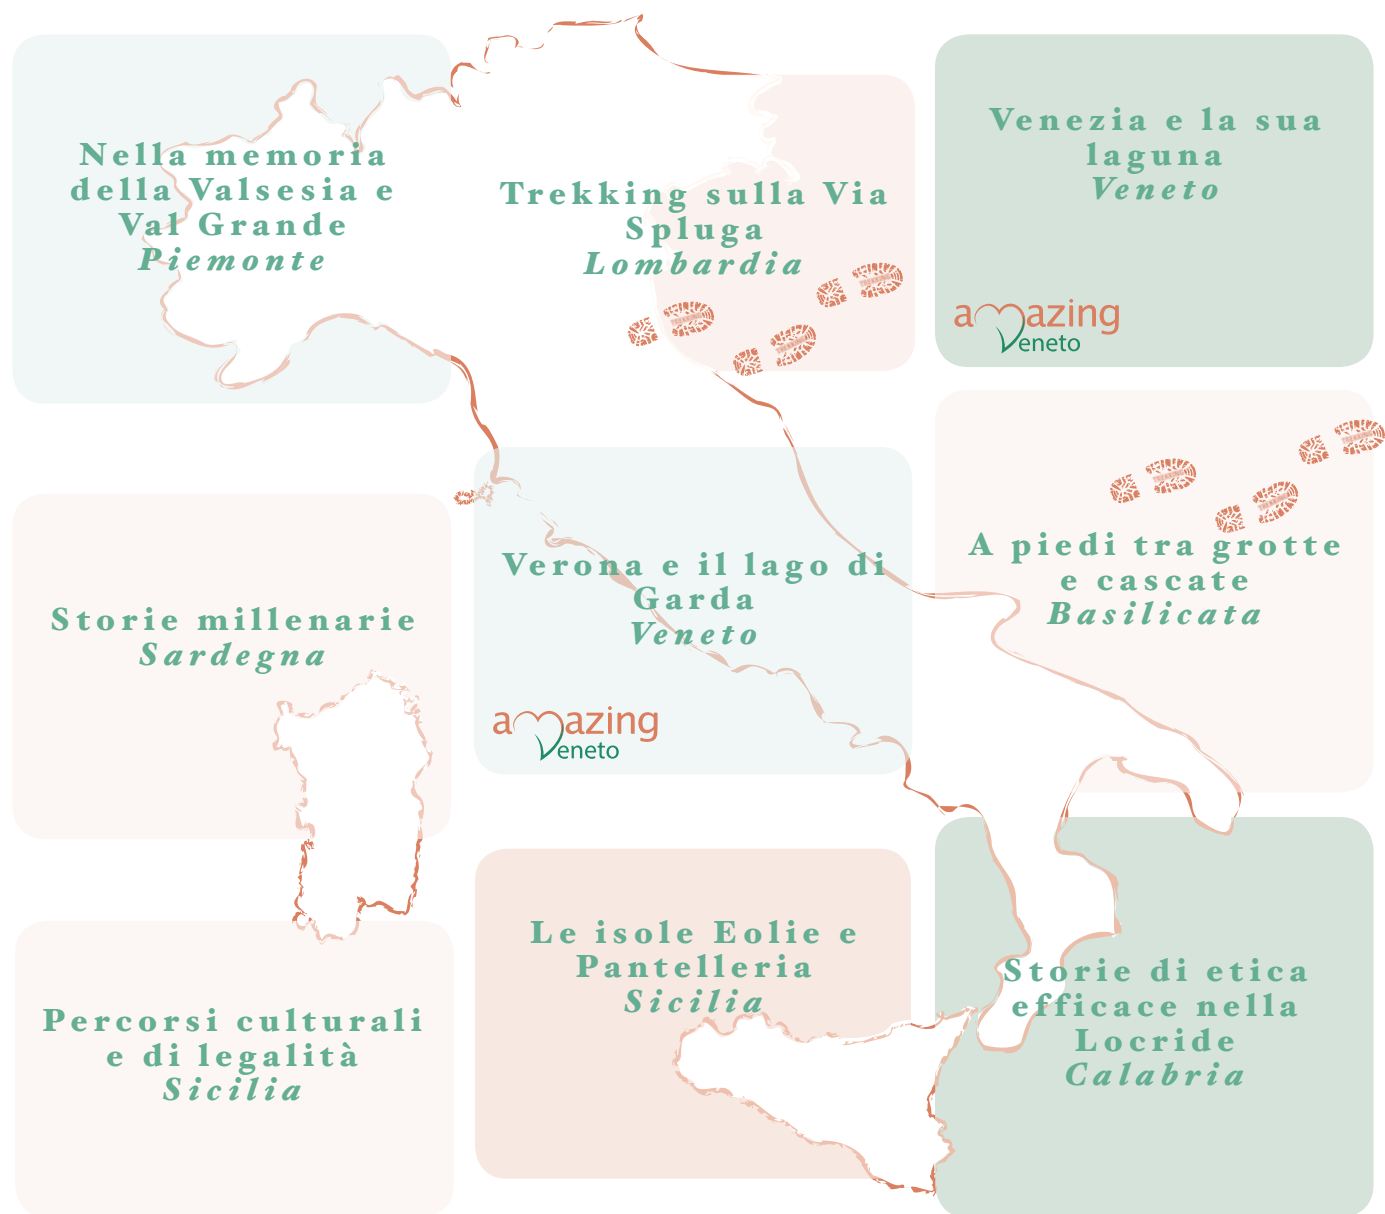 Nella memoria
della Valsesia e
Val Grande
Piemonte
Trekking sulla Via
Spluga
Lombardia
Venezia e la sua
laguna
Veneto
amazing
Veneto
Verona e il lago di
Garda
Veneto
amazing
Veneto
A piedi tra grotte
e cascate
Basilicata
Storie millenarie
Sardegna
Percorsi culturali
e di legalità
Sicilia
Le isole Eolie e
Pantelleria
Sicilia
Storie di etica
efficace nella
Locride
Calabria